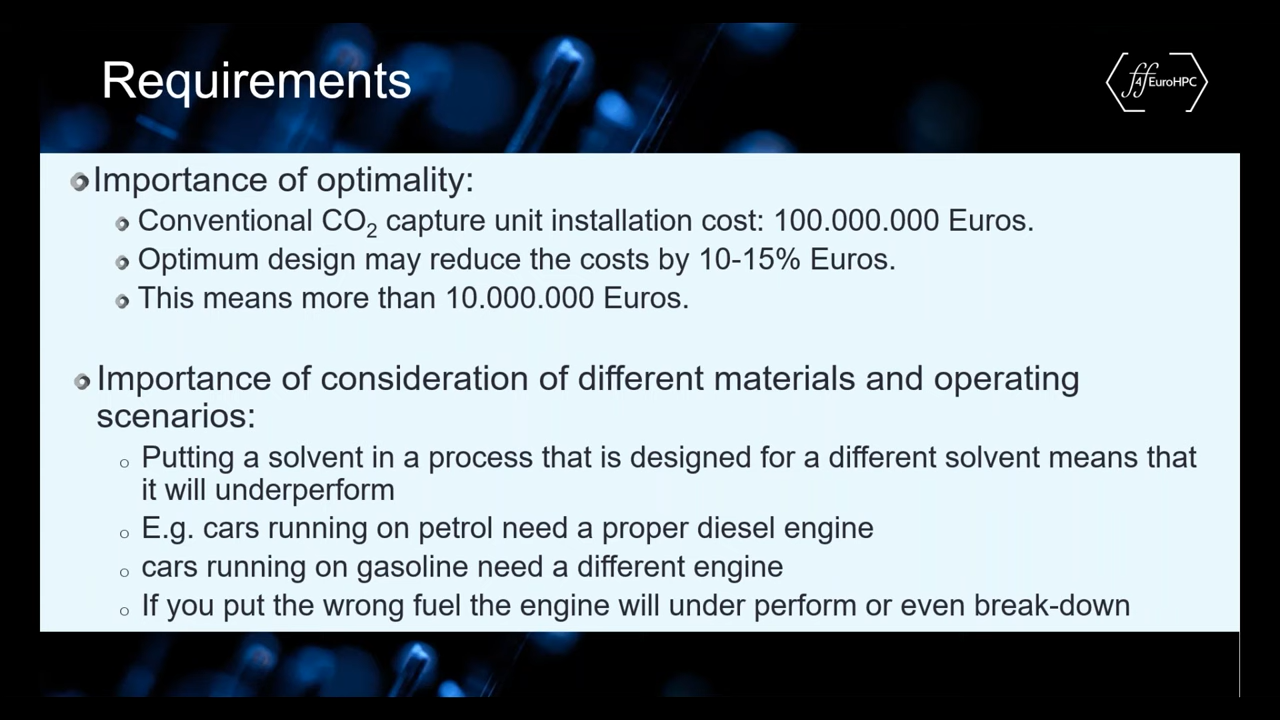 Requirements
ff4EuroHPC
Importance of optimality:
Conventional CO₂ capture unit installation cost: 100.000.000 Euros.
Optimum design may reduce the costs by 10-15% Euros.
This means more than 10.000.000 Euros.
Importance of consideration of different materials and operating
scenarios:
Putting a solvent in a process that is designed for a different solvent means that
it will underperform
E.g. cars running on petrol need a proper diesel engine
cars running on gasoline need a different engine
If you put the wrong fuel the engine will under perform or even break-down